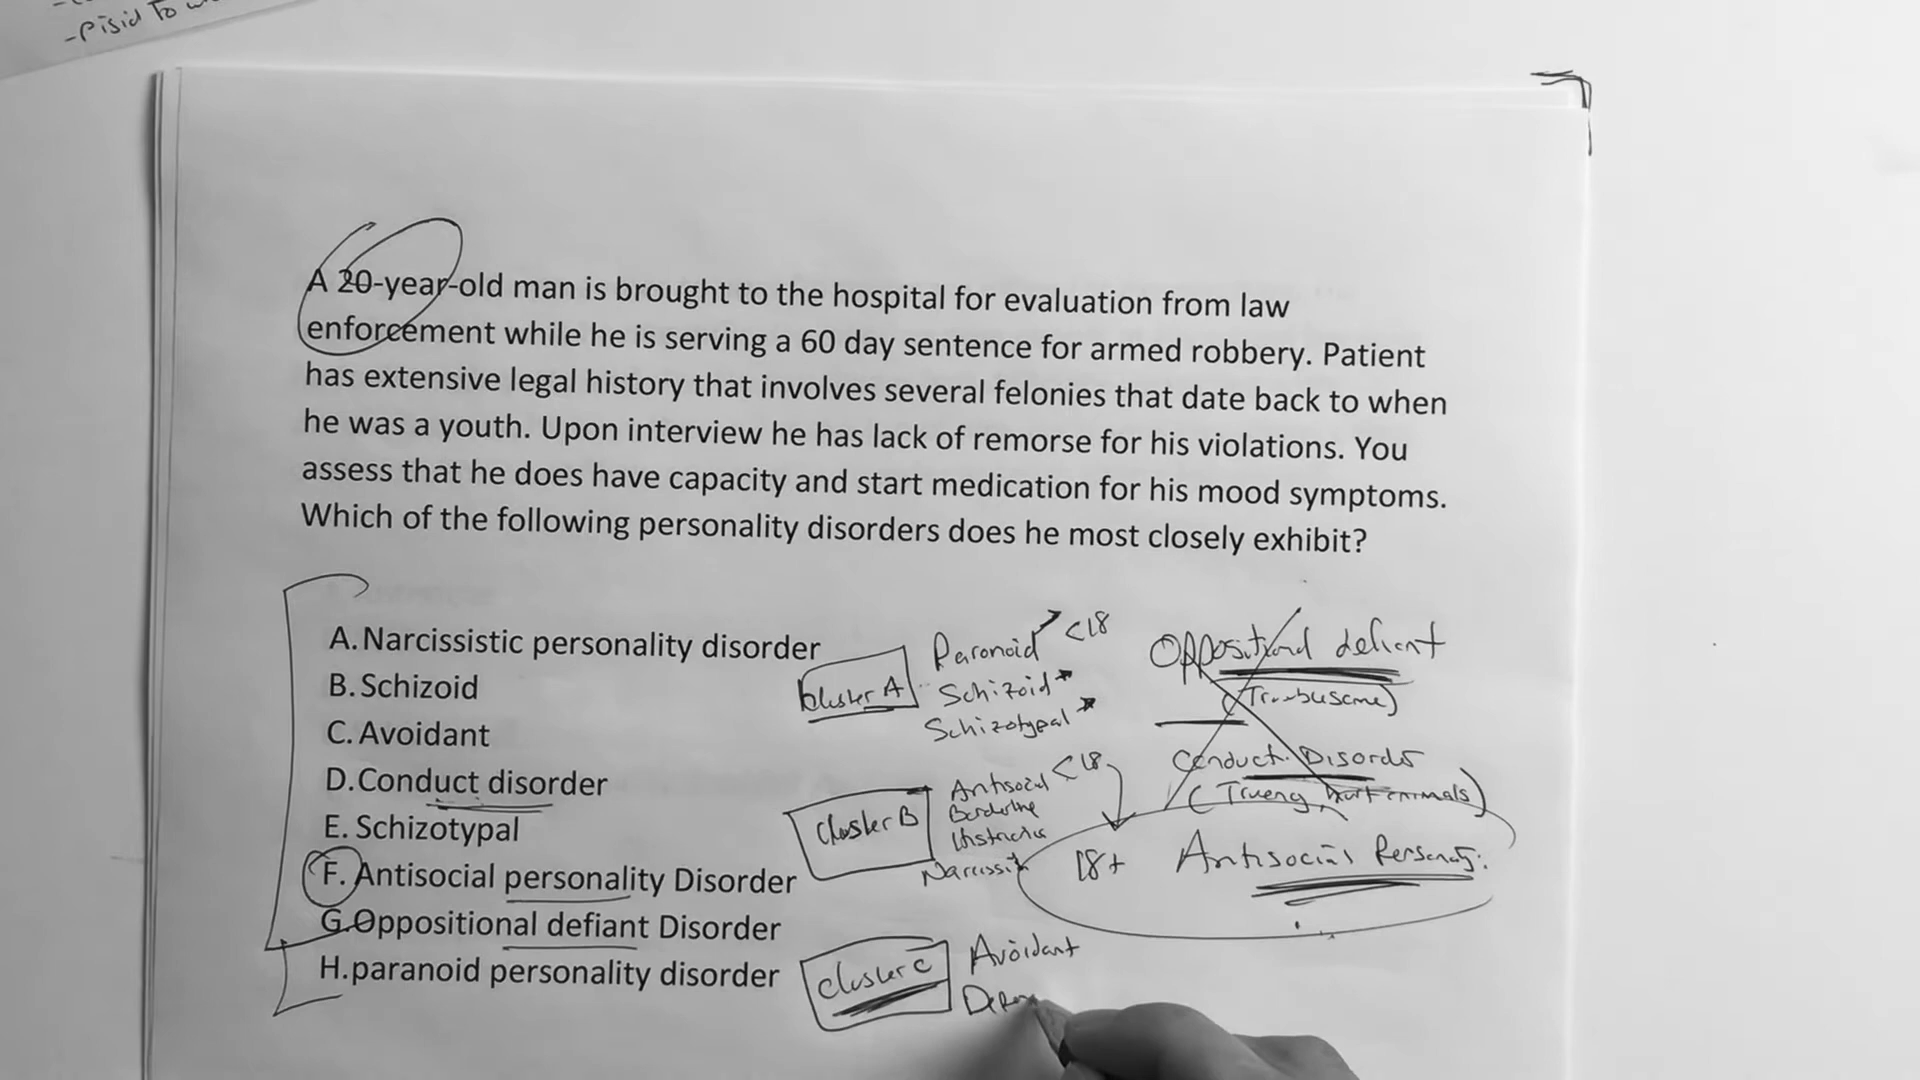 -Pisid To
A 20-year-old man is brought to the hospital for evaluation from law
enforcement while he is serving a 60 day sentence for armed robbery. Patient
has extensive legal history that involves several felonies that date back to when
he was a youth. Upon interview he has lack of remorse for his violations. You
assess that he does have capacity and start medication for his mood symptoms.
Which of the following personality disorders does he most closely exhibit?
A. Narcissistic personality disorder
B. Schizoid
C. Avoidant
D. Conduct disorder
E. Schizotypal
F. Antisocial personality Disorder
G. Oppositional defiant Disorder
H. paranoid personality disorder
Cluster A
Paranoid <18
Schizoid
Schizotypal
Cluster B
Antisocial <18
Borderline
Narcissi
Cluster C
Avoidant
Oppositional defiant
(Troublesome)
Conduct Disorder
hurt animals)
18+ Antisocial